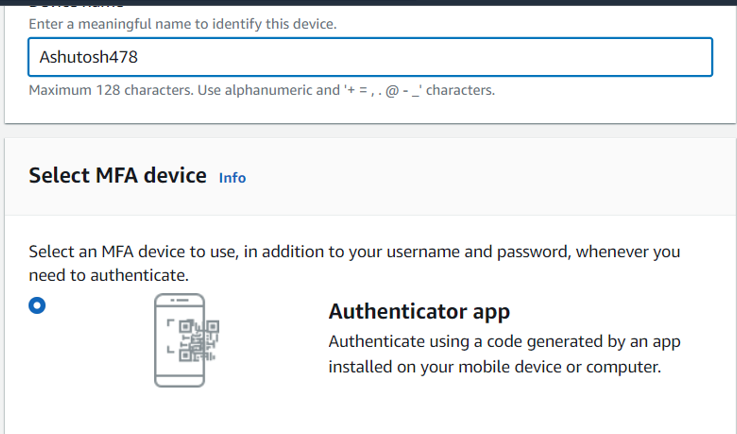 Enter a meaningful name to identify this device.
Ashutosh478
Maximum 128 characters. Use alphanumeric and '+ = , . @ - _' characters.
Select MFA device Info
Select an MFA device to use, in addition to your username and password, whenever you
need to authenticate.
Authenticator app
Authenticate using a code generated by an app
installed on your mobile device or computer.